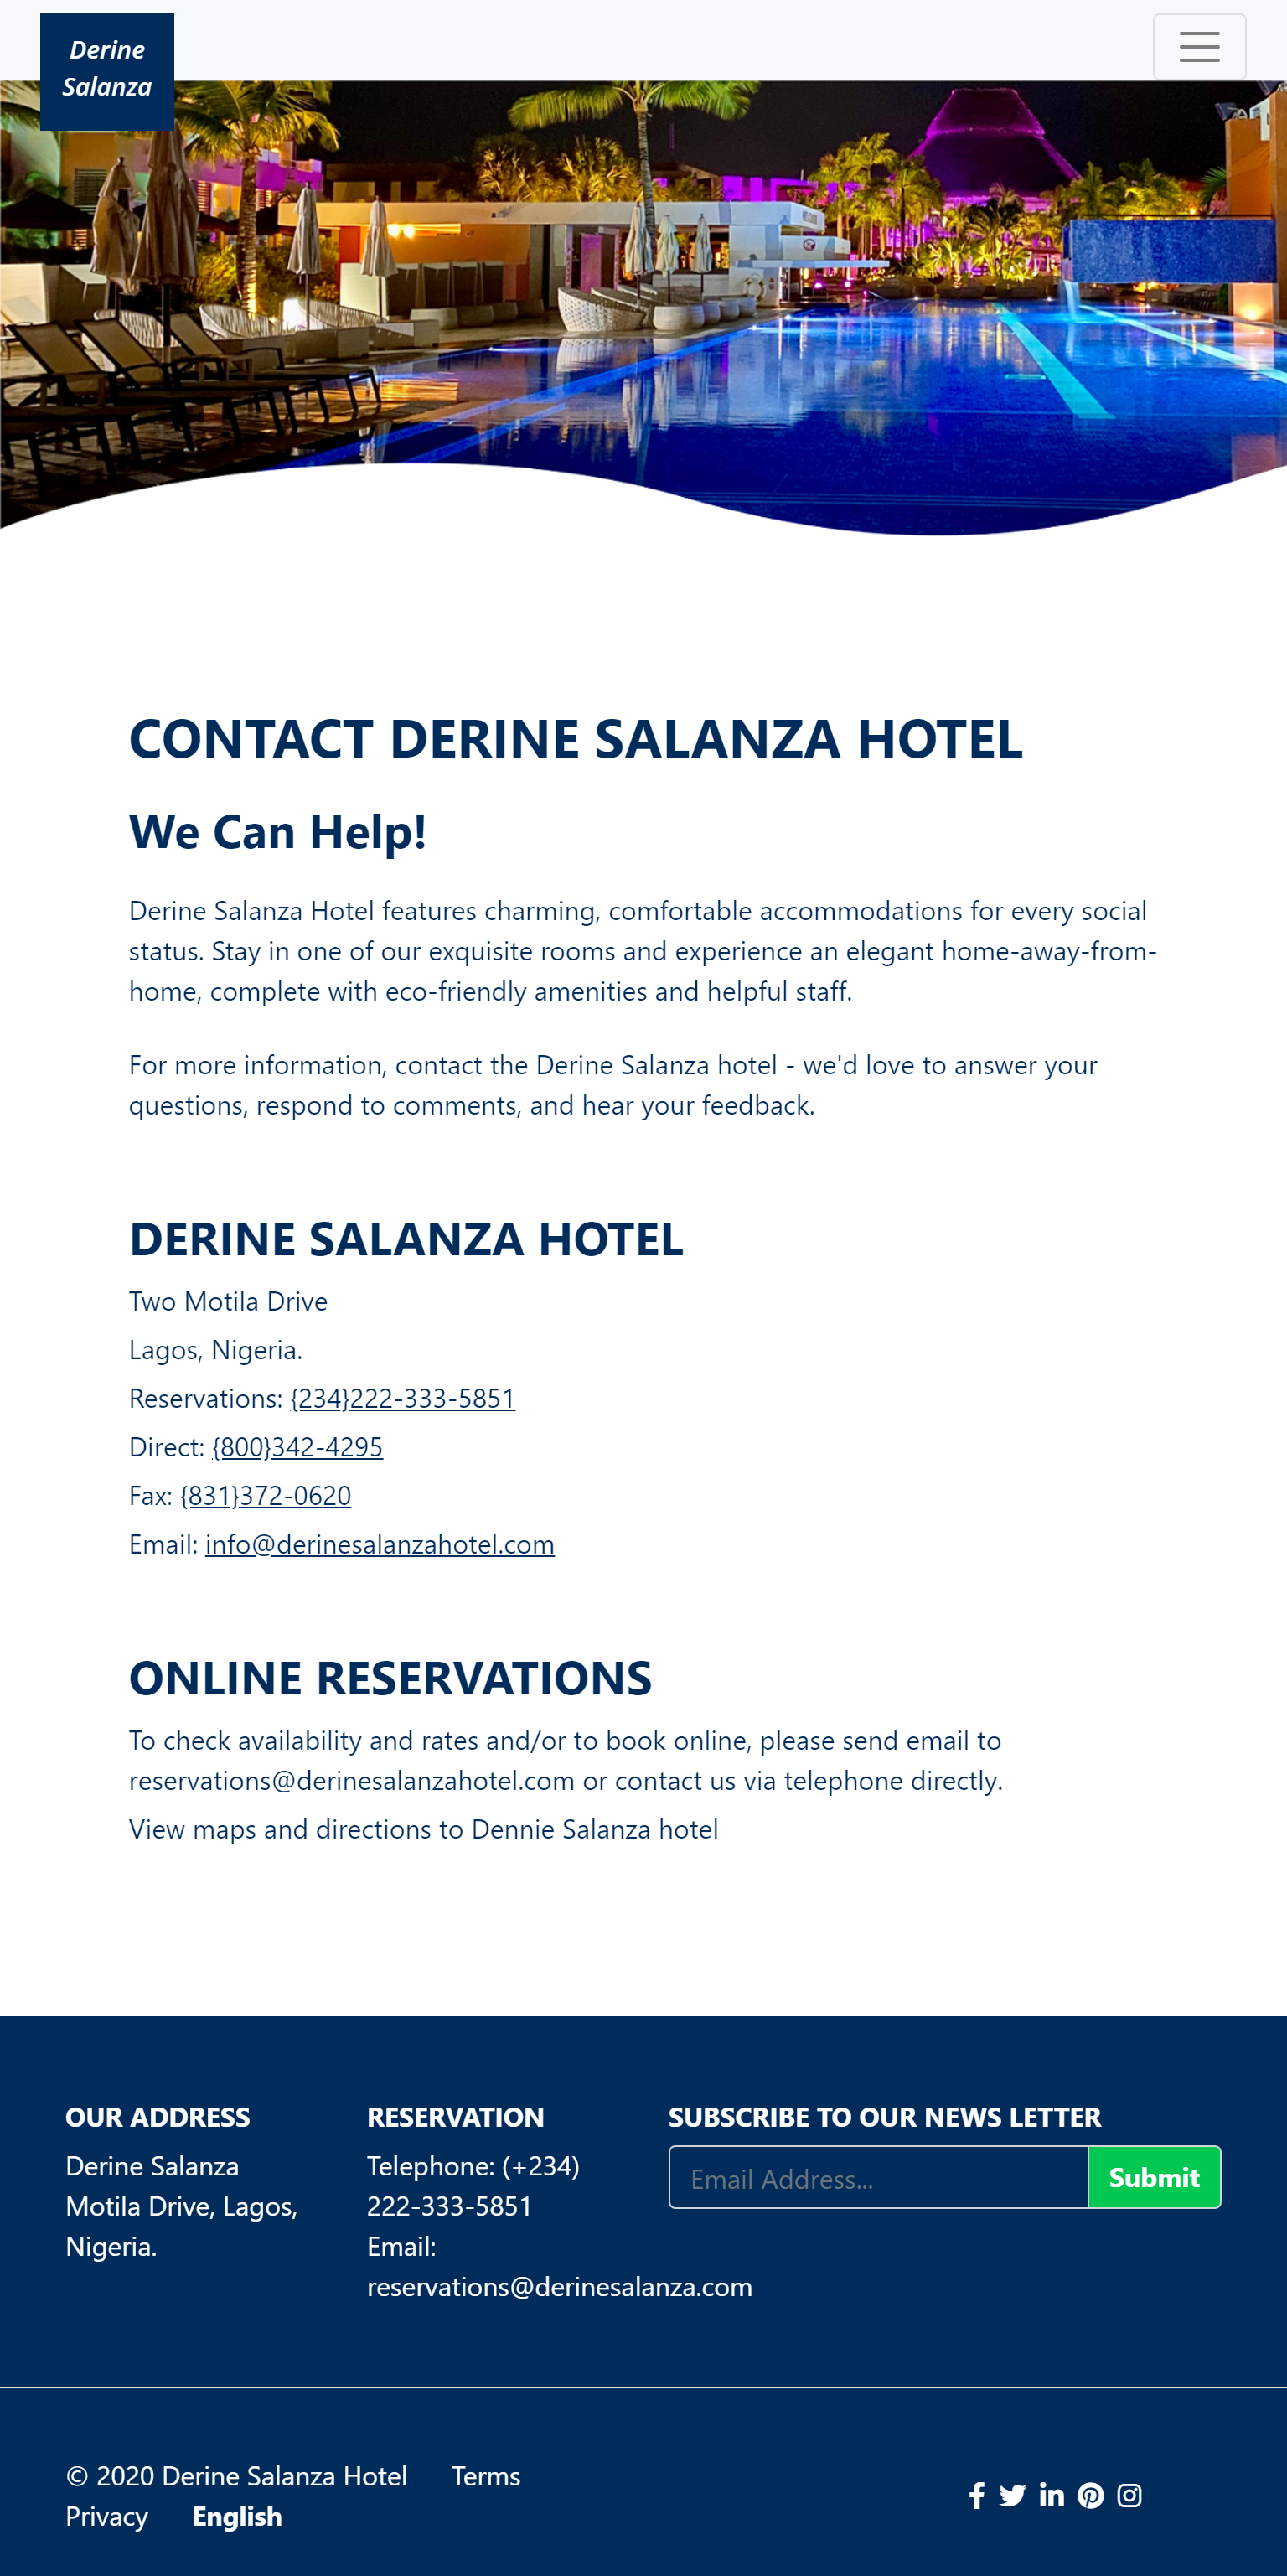 Derine
Salanza
CONTACT DERINE SALANZA HOTEL
We Can Help!
Derine Salanza Hotel features charming, comfortable accommodations for every social
status. Stay in one of our exquisite rooms and experience an elegant home-away-from-
home, complete with eco-friendly amenities and helpful staff.
For more information, contact the Derine Salanza hotel - we'd love to answer your
questions, respond to comments, and hear your feedback.
DERINE SALANZA HOTEL
Two Motila Drive
Lagos, Nigeria.
Reservations: {234}222-333-5851
Direct: {800}342-4295
Fax: {831}372-0620
Email: info@derinesalanzahotel.com
ONLINE RESERVATIONS
To check availability and rates and/or to book online, please send email to
reservations@derinesalanzahotel.com or contact us via telephone directly.
View maps and directions to Dennie Salanza hotel
OUR ADDRESS
Derine Salanza
Motila Drive, Lagos,
Nigeria.
RESERVATION
Telephone: (+234)
222-333-5851
Email:
reservations@derinesalanza.com
SUBSCRIBE TO OUR NEWS LETTER
Email Address...
Submit
© 2020 Derine Salanza Hotel Terms
Privacy English